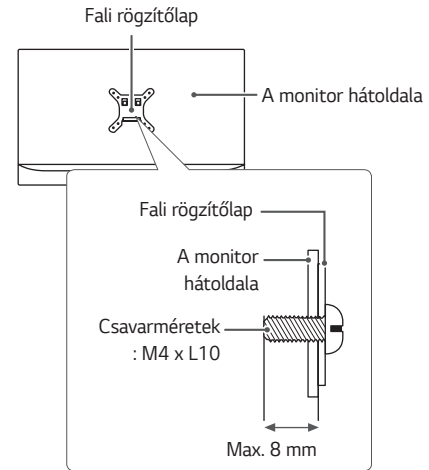 Fali rögzítőlap
A monitor hátoldala
Fali rögzítőlap
A monitor
hátoldala
Csavarméretek
: M4 x L10
Max. 8 mm